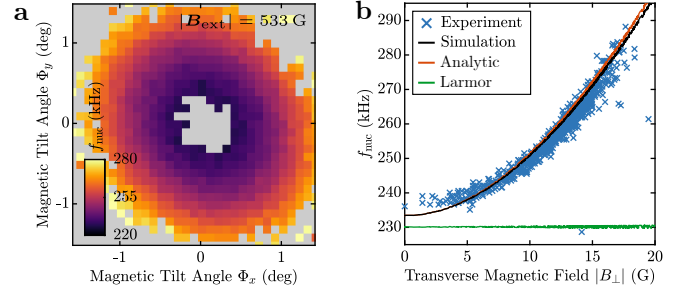 a
|B_ext| = 533 G
Magnetic Tilt Angle Φ_y (deg)
1
0
-1
f_nuc (kHz)
280
255
220
-1
0
1
Magnetic Tilt Angle Φ_x (deg)
b
f_nuc (kHz)
290
280
270
260
250
240
230
Experiment
Simulation
Analytic
Larmor
0
5
10
15
20
Transverse Magnetic Field |B_⊥| (G)